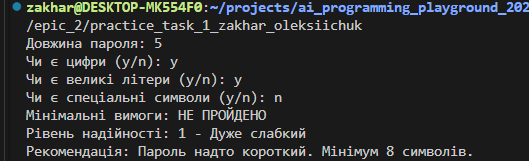 zakhar@DESKTOP-MK554F0:~/projects/ai_programming_playground_202
/epic_2/practice_task_1_zakhar_oleksiichuk
Довжина пароля: 5
Чи є цифри (y/n): y
Чи є великі літери (y/n): y
Чи є спеціальні символи (y/n): n
Мінімальні вимоги: НЕ ПРОЙДЕНО
Рівень надійності: 1 - Дуже слабкий
Рекомендація: Пароль надто короткий. Мінімум 8 символів.